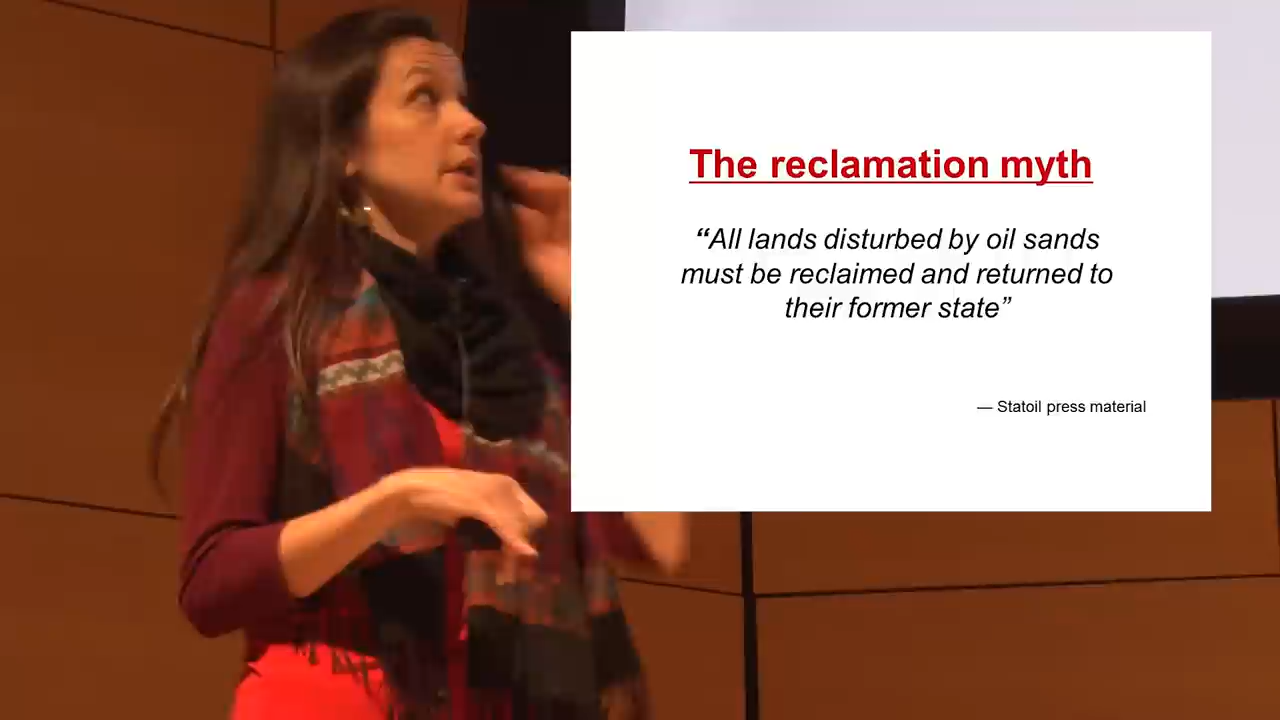 The reclamation myth
“All lands disturbed by oil sands
must be reclaimed and returned to
their former state”
— Statoil press material